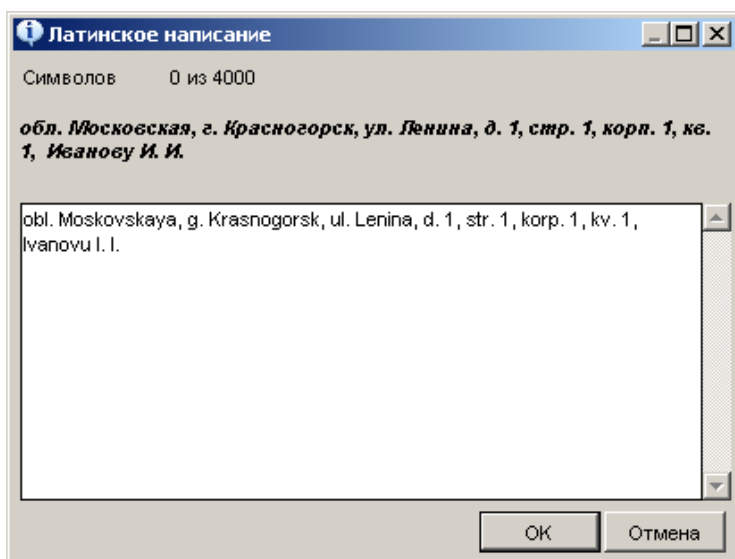 Латинское написание
Символов 0 из 4000
обл. Московская, г. Красногорск, ул. Ленина, д. 1, стр. 1, корп. 1, кв.
1, Иванову И. И.
obl. Moskovskaya, g. Krasnogorsk, ul. Lenina, d. 1, str. 1, korp. 1, kv. 1,
Ivanovu I. I.
OK Отмена